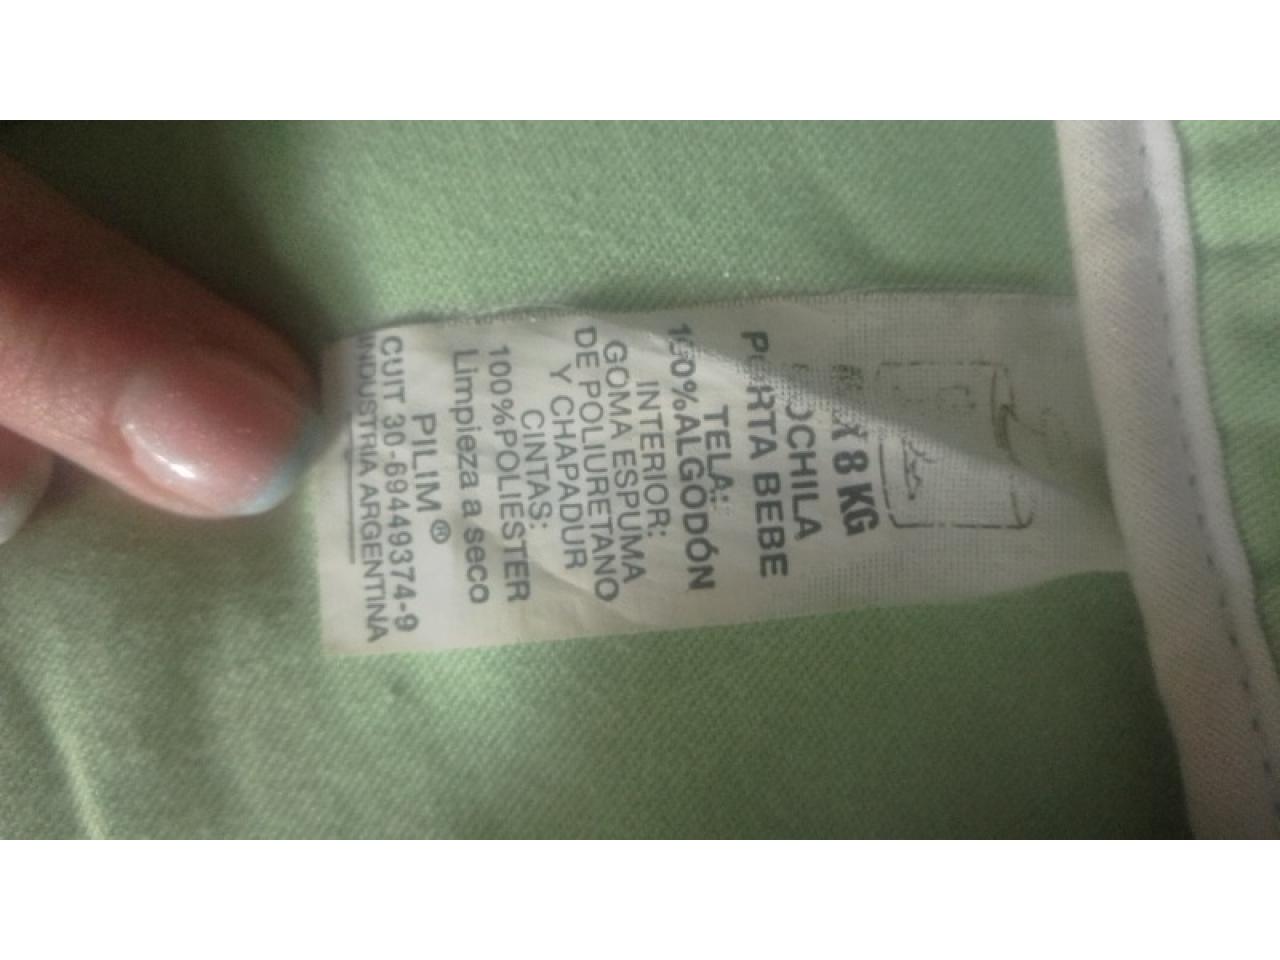 X 8 KG
MOCHILA
PORTA BEBE
TELA:
100%ALGODÓN
INTERIOR:
GOMA ESPUMA
DE POLIURETANO
Y CHAPADUR
CINTAS:
100%POLIESTER
Limpieza a seco
PILIM®
CUIT 30-69449374-9
INDUSTRIA ARGENTINA